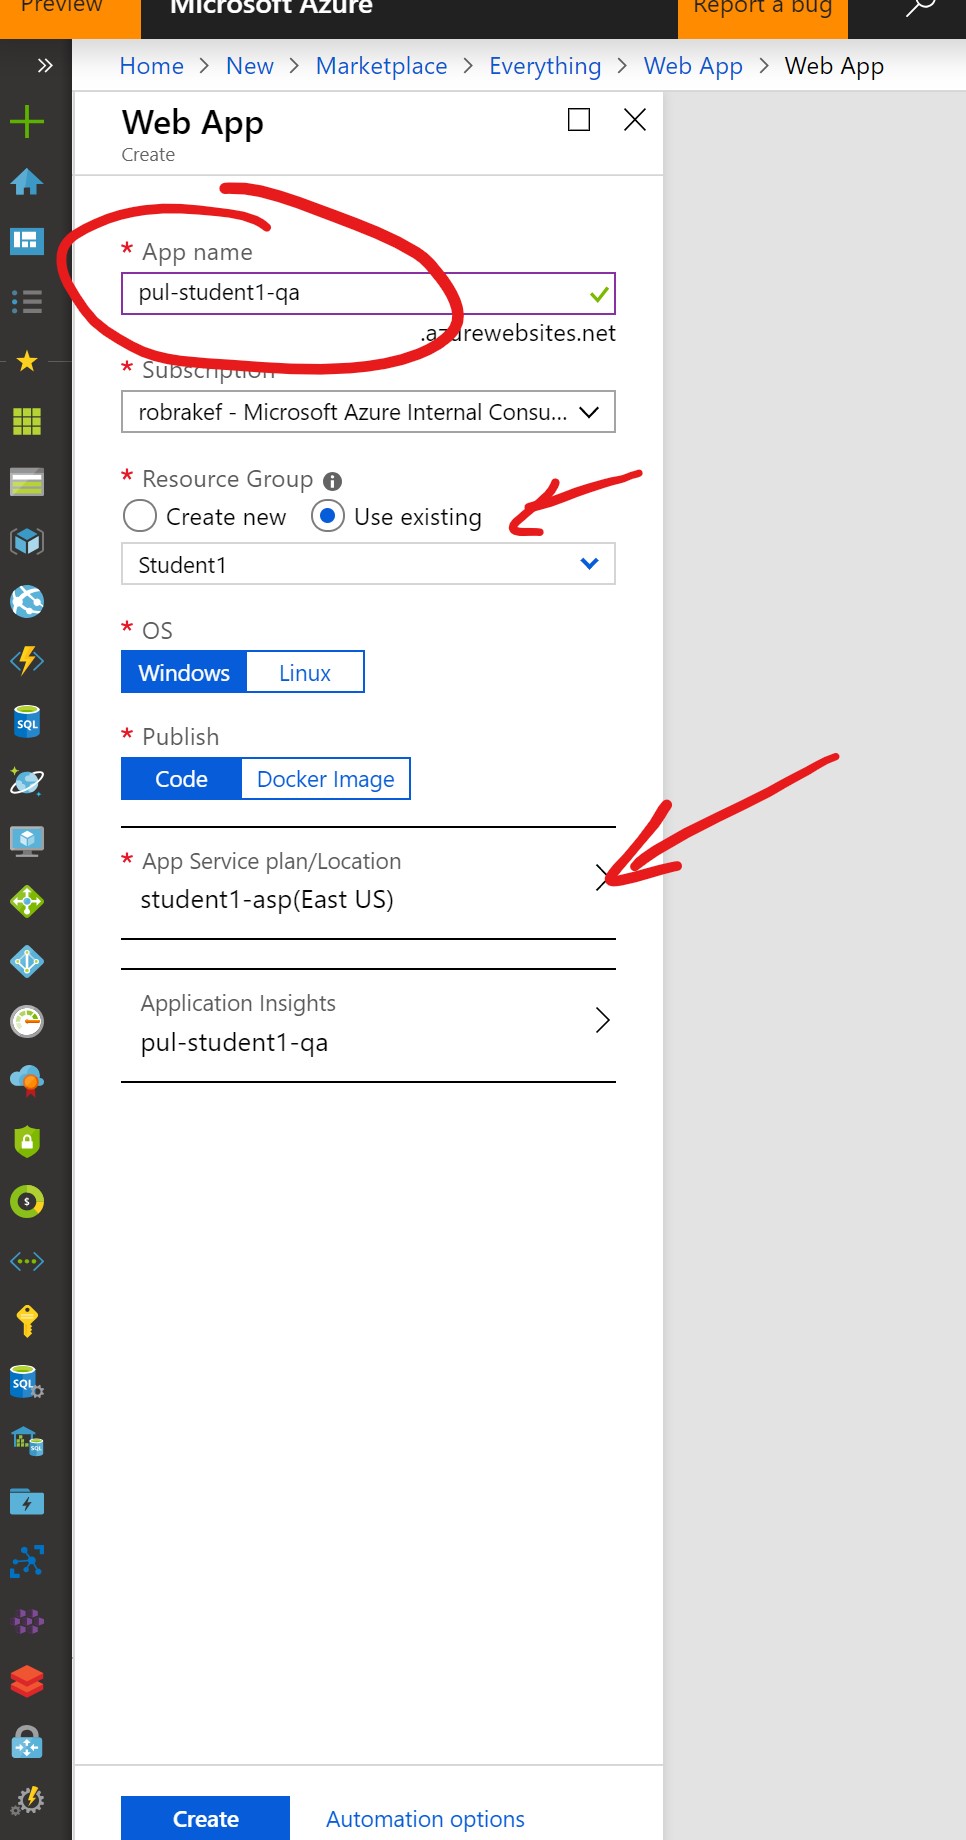 Preview
Microsoft Azure
Report a bug
Home > New > Marketplace > Everything > Web App > Web App
Web App
Create
* App name
pul-student1-qa
.azurewebsites.net
* Subscription
robrakef - Microsoft Azure Internal Consu...
* Resource Group
Create new
Use existing
Student1
* OS
Windows
Linux
* Publish
Code
Docker Image
* App Service plan/Location
student1-asp(East US)
Application Insights
pul-student1-qa
Create
Automation options
SQL
SQL
SQL